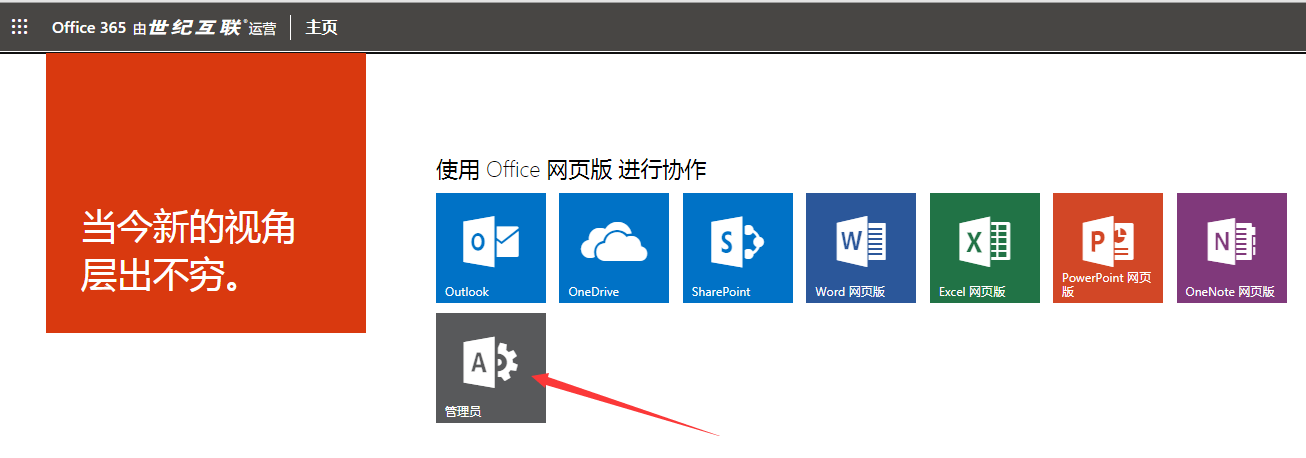 Office 365 由世纪互联®运营 主页
当今新的视角
层出不穷。
使用 Office 网页版 进行协作
Outlook
OneDrive
SharePoint
Word 网页版
Excel 网页版
PowerPoint 网页
版
OneNote 网页版
管理员